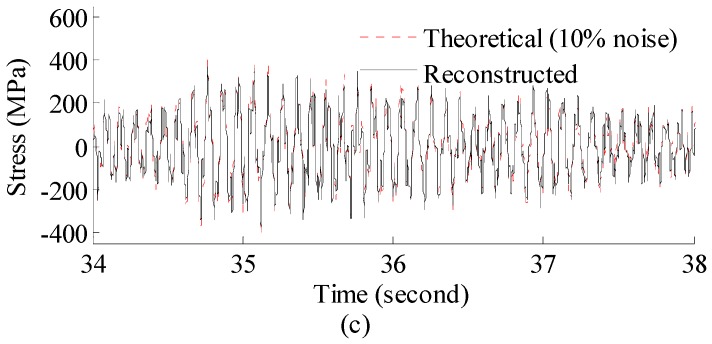 600
400
200
0
-200
-400
Stress (MPa)
Theoretical (10% noise)
Reconstructed
34 35 36 37 38
Time (second)
(c)